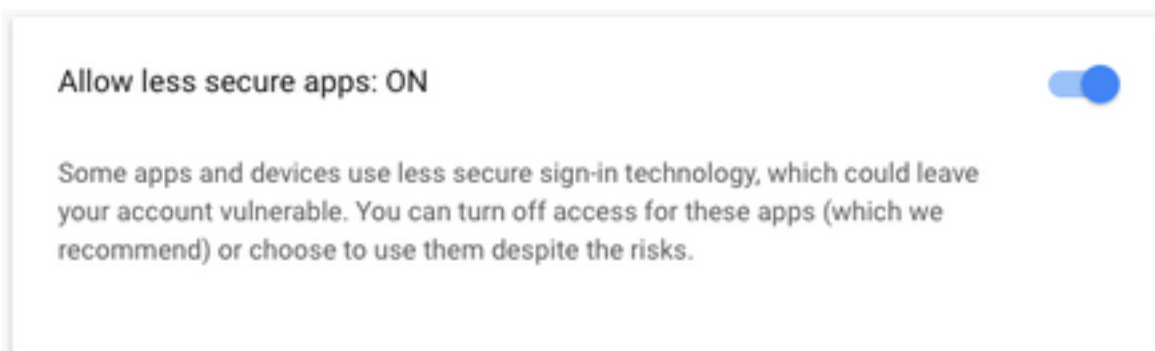 Allow less secure apps: ON
Some apps and devices use less secure sign-in technology, which could leave
your account vulnerable. You can turn off access for these apps (which we
recommend) or choose to use them despite the risks.